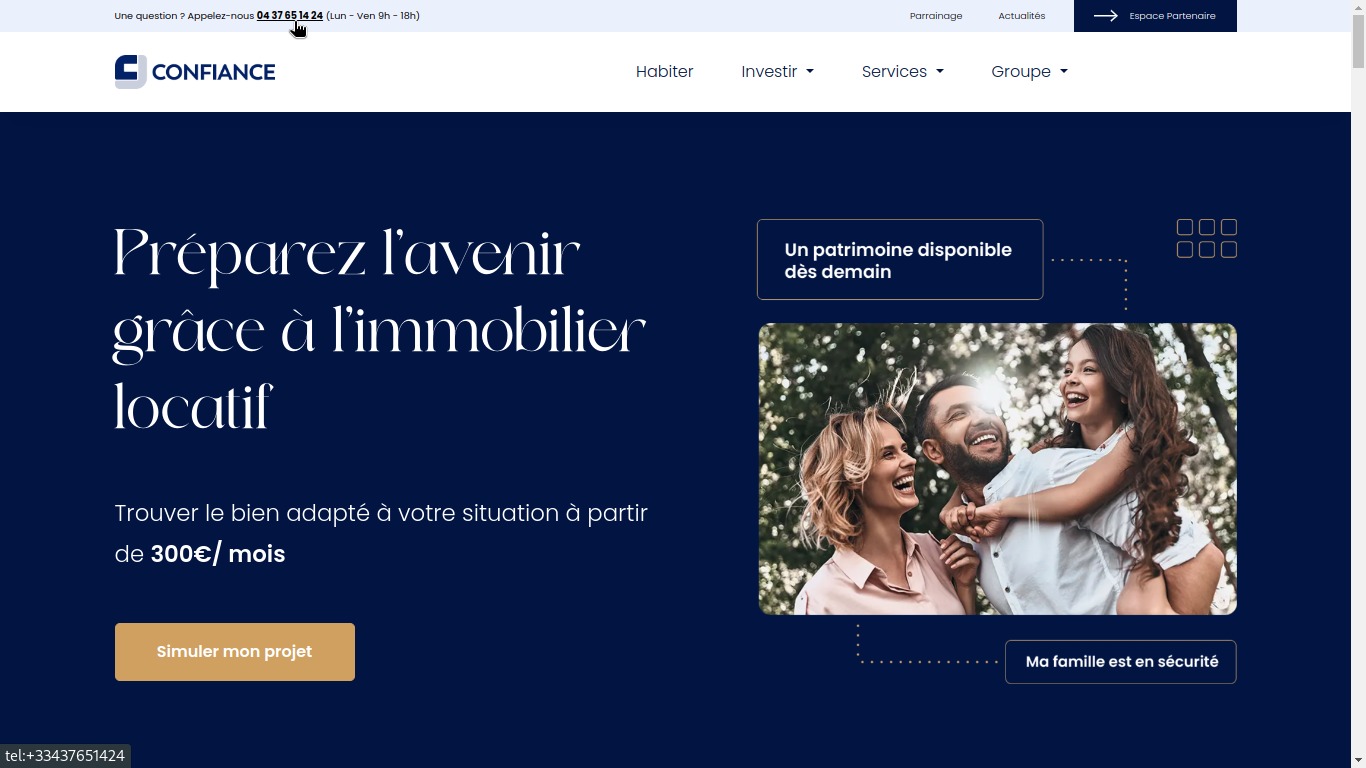 Une question ? Appelez-nous 04 37 65 14 24 (Lun - Ven 9h - 18h)
Parrainage
Actualités
Espace Partenaire
CONFIANCE
Habiter
Investir
Services
Groupe
Préparez l'avenir
grâce à l'immobilier
locatif
Trouver le bien adapté à votre situation à partir
de 300€/ mois
Simuler mon projet
Un patrimoine disponible
dès demain
Ma famille est en sécurité
tel:+33437651424